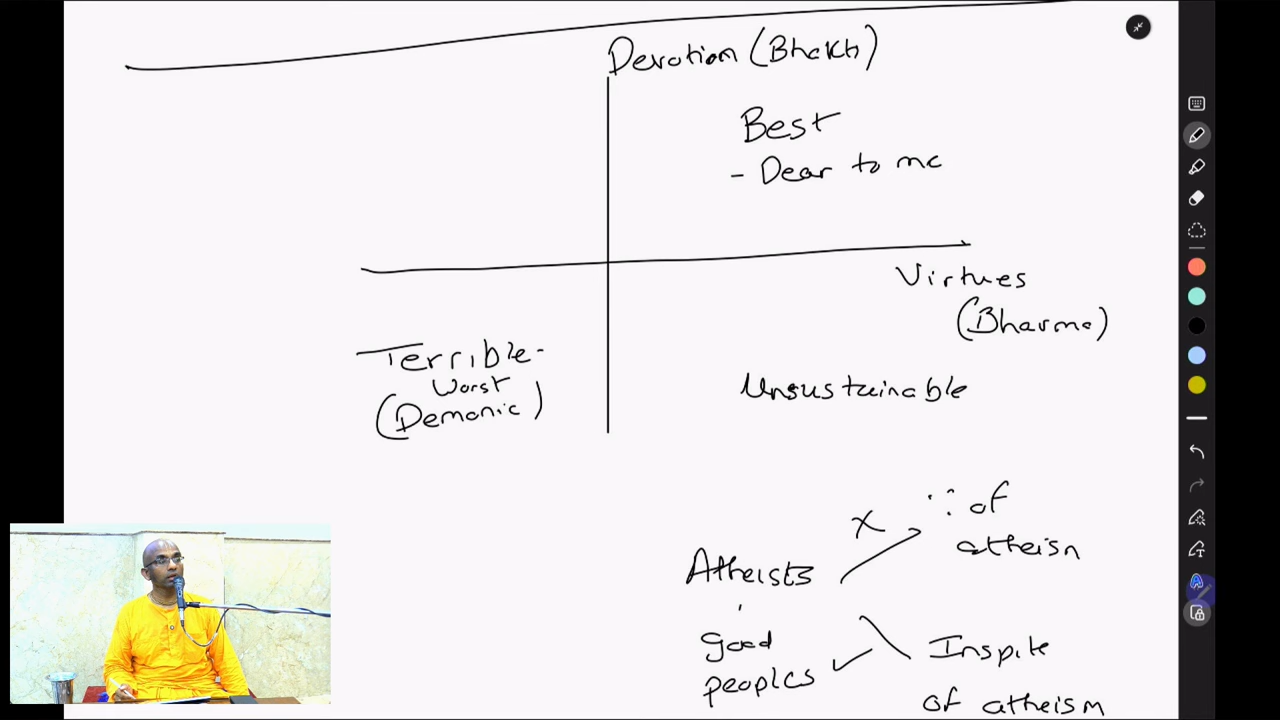 Devotion (Bhakti)
Best
- Dear to me
Virtues
(Dharma)
Terrible -
Worst
(Demonic)
Unsustainable
∵ of
atheism
x
Atheists
good
peoples
Inspite
of atheism